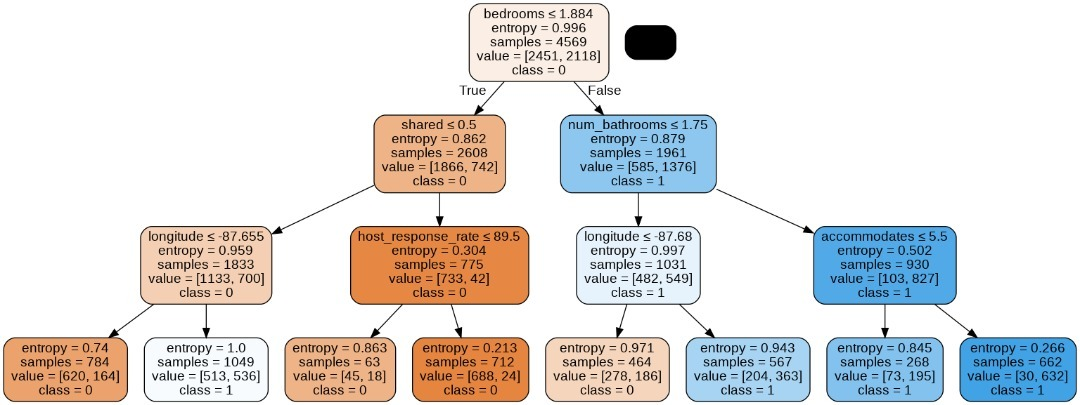 bedrooms ≤ 1.884
entropy = 0.996
samples = 4569
value = [2451, 2118]
class = 0
True
False
shared ≤ 0.5
entropy = 0.862
samples = 2608
value = [1866, 742]
class = 0
num_bathrooms ≤ 1.75
entropy = 0.879
samples = 1961
value = [585, 1376]
class = 1
longitude ≤ -87.655
entropy = 0.959
samples = 1833
value = [1133, 700]
class = 0
host_response_rate ≤ 89.5
entropy = 0.304
samples = 775
value = [733, 42]
class = 0
longitude ≤ -87.68
entropy = 0.997
samples = 1031
value = [482, 549]
class = 1
accommodates ≤ 5.5
entropy = 0.502
samples = 930
value = [103, 827]
class = 1
entropy = 0.74
samples = 784
value = [620, 164]
class = 0
entropy = 1.0
samples = 1049
value = [513, 536]
class = 1
entropy = 0.863
samples = 63
value = [45, 18]
class = 0
entropy = 0.213
samples = 712
value = [688, 24]
class = 0
entropy = 0.971
samples = 464
value = [278, 186]
class = 0
entropy = 0.943
samples = 567
value = [204, 363]
class = 1
entropy = 0.845
samples = 268
value = [73, 195]
class = 1
entropy = 0.266
samples = 662
value = [30, 632]
class = 1